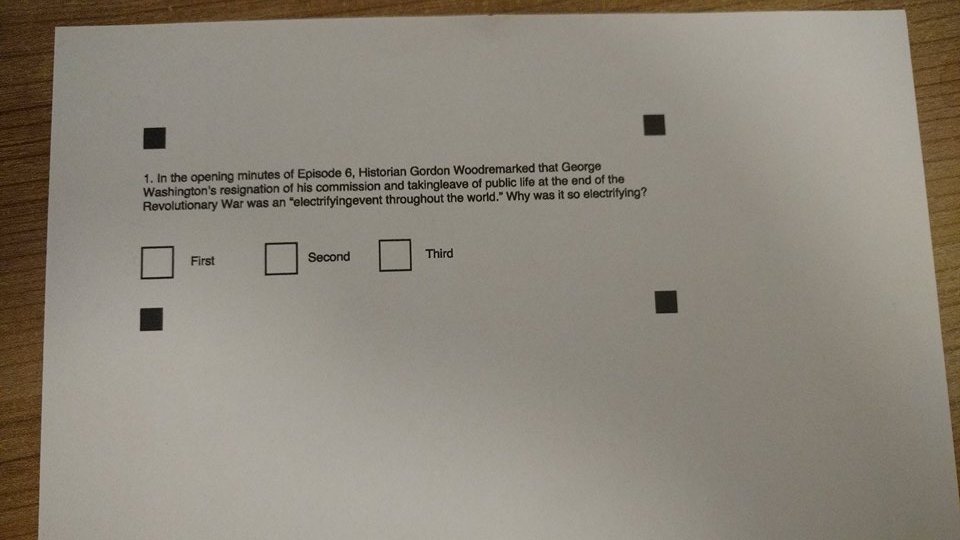 1. In the opening minutes of Episode 6, Historian Gordon Woodremarked that George
Washington's resignation of his commission and takingleave of public life at the end of the
Revolutionary War was an "electrifyingevent throughout the world." Why was it so electrifying?
First Second Third